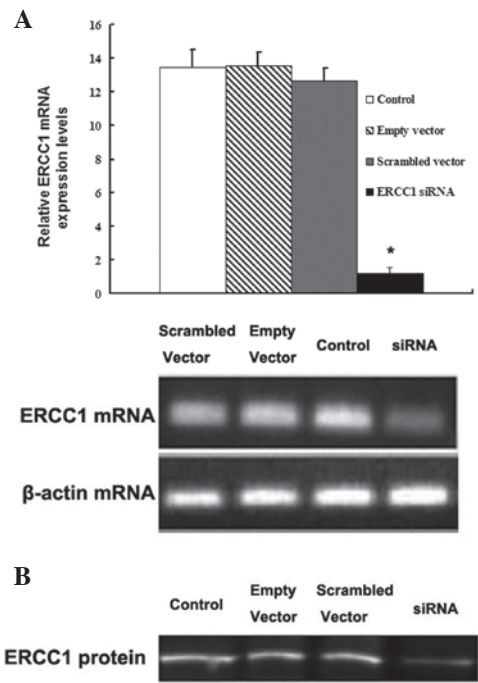 A
16
14
12
10
8
6
4
2
0
Relative ERCC1 mRNA
expression levels
Control
Empty vector
Scrambled vector
ERCC1 siRNA
*
Scrambled Empty Control siRNA
Vector Vector
ERCC1 mRNA
β-actin mRNA
B
Control Empty Scrambled siRNA
Vector Vector
ERCC1 protein